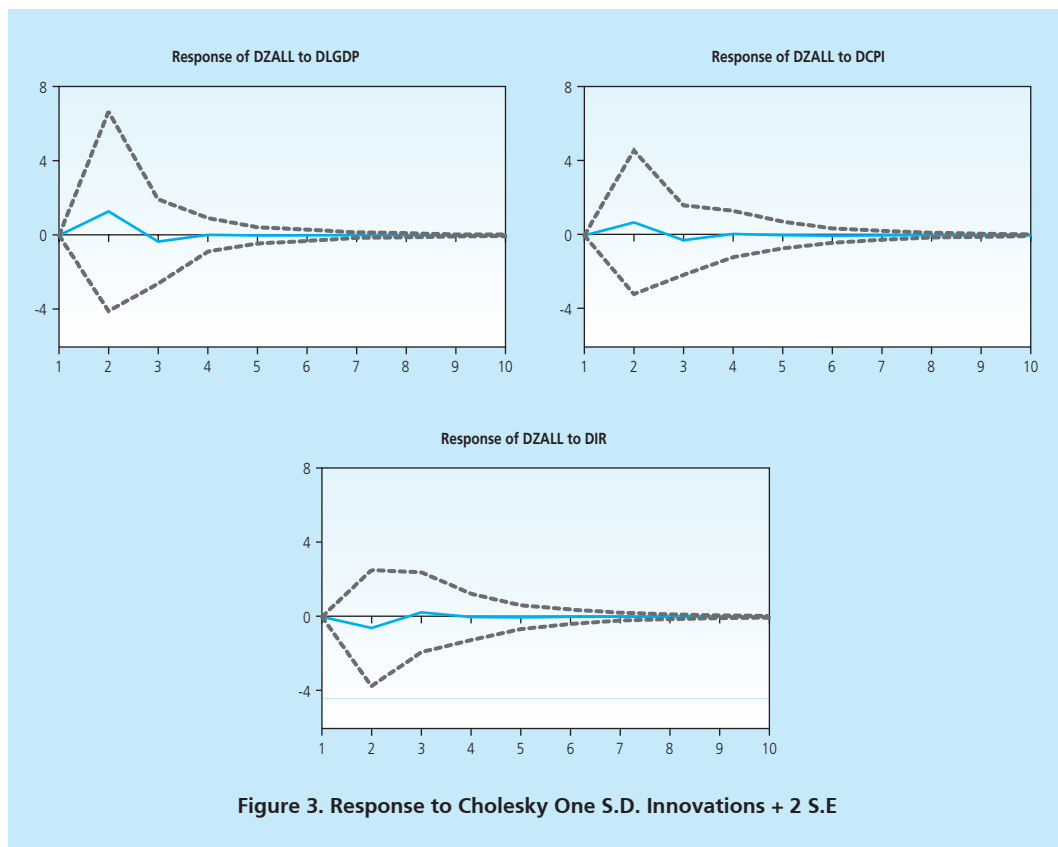 Response of DZALL to DLGDP
8
4
0
-4
1 2 3 4 5 6 7 8 9 10
Response of DZALL to DCPI
8
4
0
-4
1 2 3 4 5 6 7 8 9 10
Response of DZALL to DIR
8
4
0
-4
1 2 3 4 5 6 7 8 9 10
Figure 3. Response to Cholesky One S.D. Innovations + 2 S.E